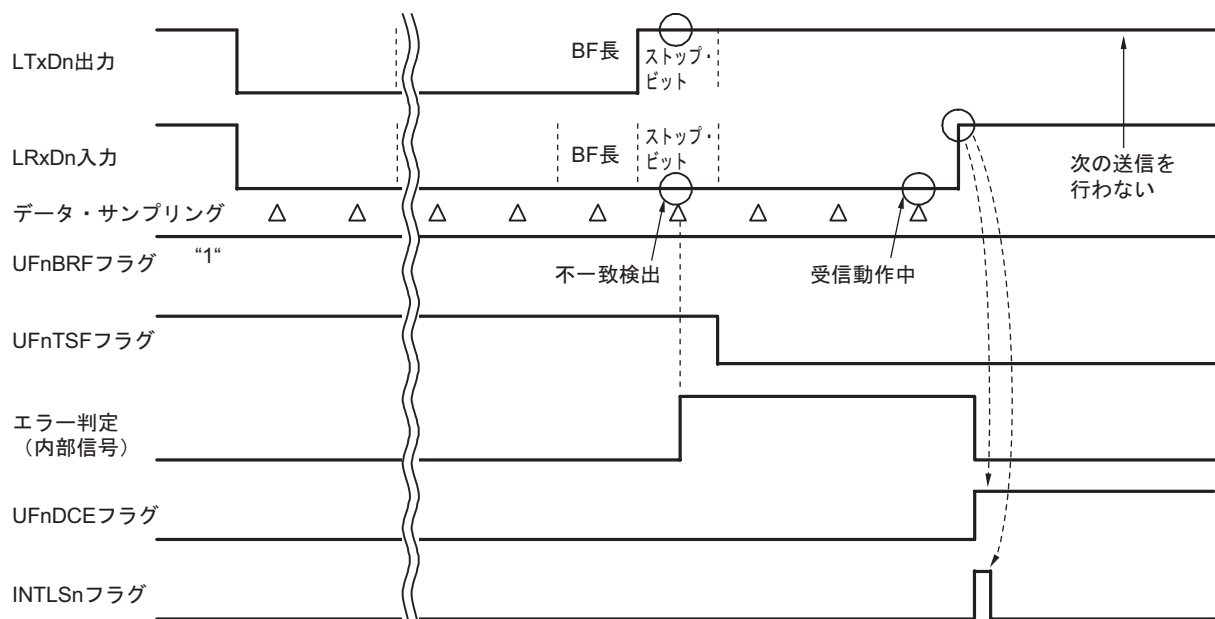 LTxDn出力
BF長
ストップ・
ビット
LRxDn入力
BF長
ストップ・
ビット
次の送信を
行わない
データ・サンプリング
“1“
UFnBRFフラグ
不一致検出
受信動作中
UFnTSFフラグ
エラー判定
（内部信号）
UFnDCEフラグ
INTLSnフラグ